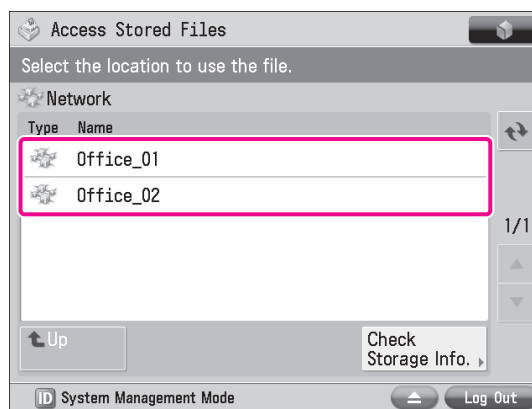 Access Stored Files
Select the location to use the file.
Network
Type Name
Office_01
Office_02
1/1
Up
Check
Storage Info.
ID System Management Mode
Log Out